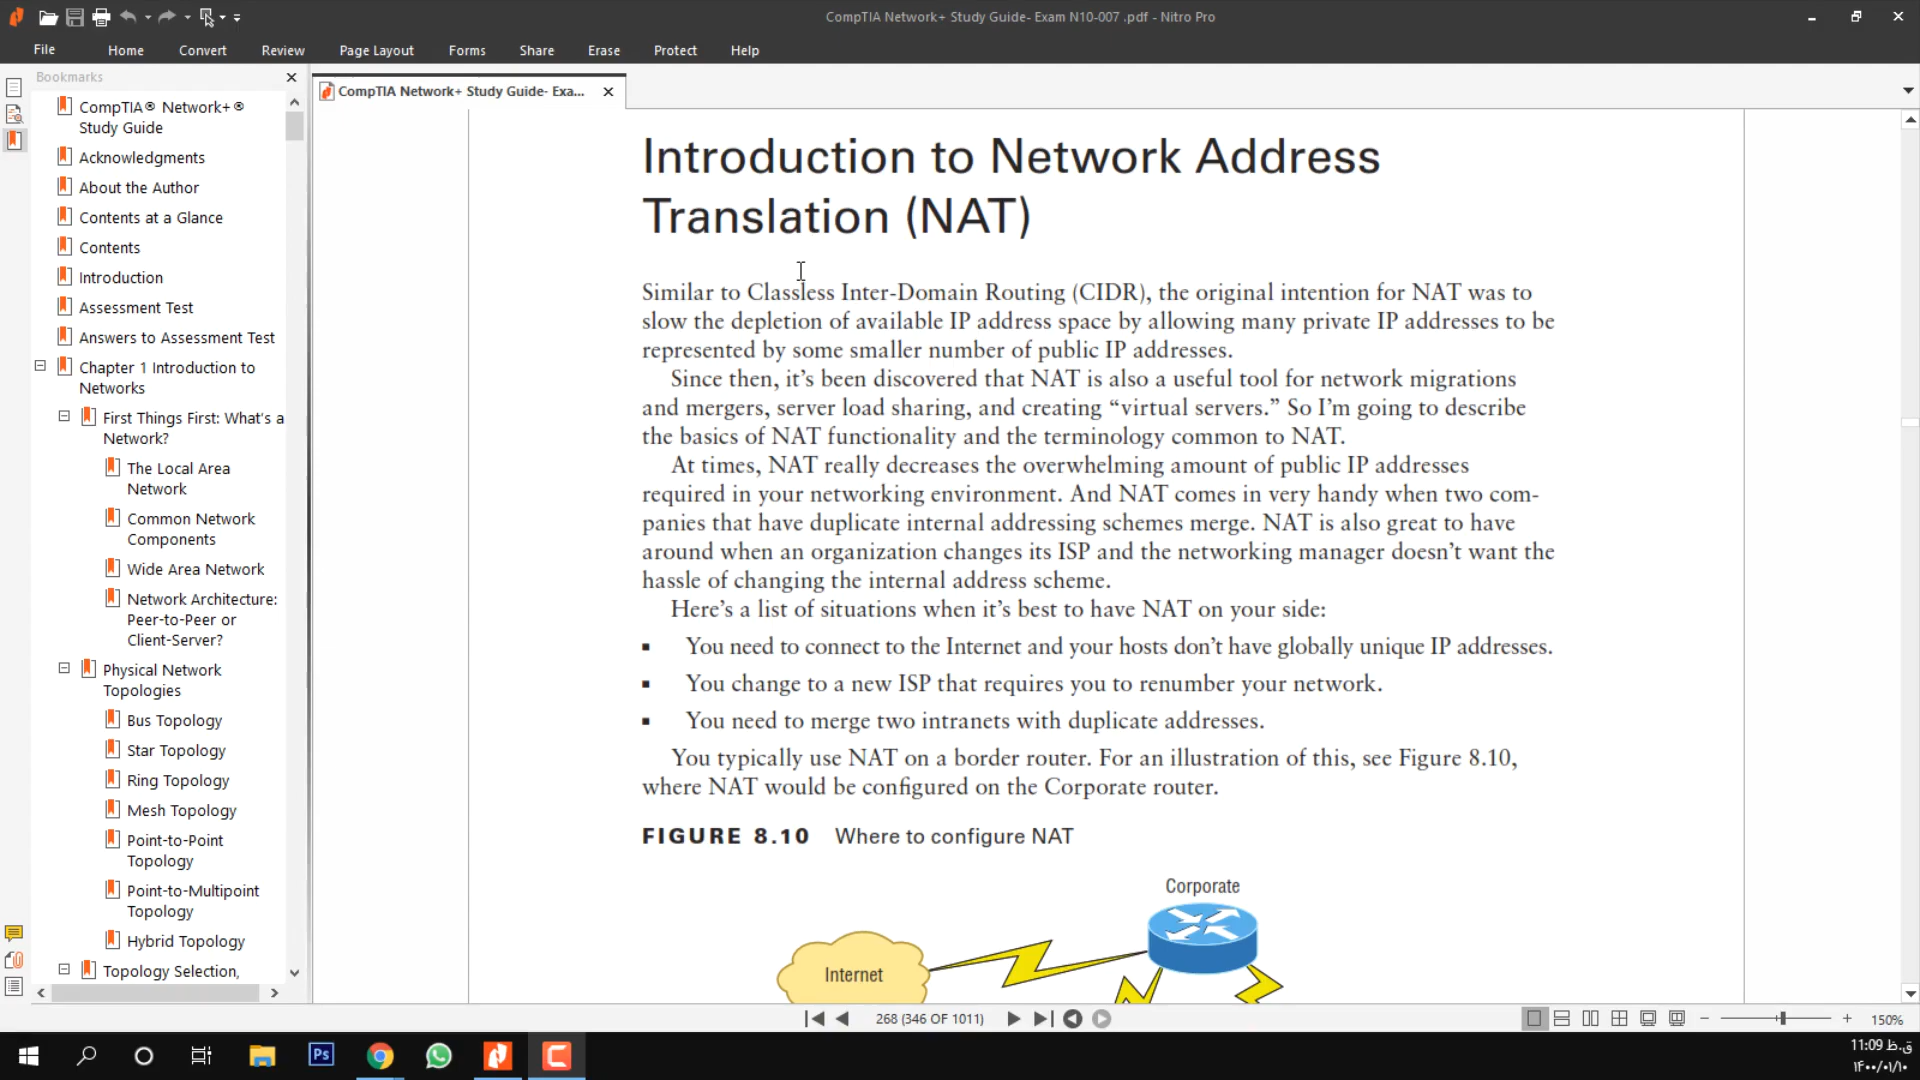 CompTIA Network+ Study Guide- Exam N10-007 .pdf - Nitro Pro
File Home Convert Review Page Layout Forms Share Erase Protect Help
Bookmarks
CompTIA Network+ Study Guide- Exa...
CompTIA® Network+®
Study Guide
Acknowledgments
About the Author
Contents at a Glance
Contents
Introduction
Assessment Test
Answers to Assessment Test
Chapter 1 Introduction to
Networks
First Things First: What's a
Network?
The Local Area
Network
Common Network
Components
Wide Area Network
Network Architecture:
Peer-to-Peer or
Client-Server?
Physical Network
Topologies
Bus Topology
Star Topology
Ring Topology
Mesh Topology
Point-to-Point
Topology
Point-to-Multipoint
Topology
Hybrid Topology
Topology Selection,
Introduction to Network Address
Translation (NAT)
Similar to Classless Inter-Domain Routing (CIDR), the original intention for NAT was to
slow the depletion of available IP address space by allowing many private IP addresses to be
represented by some smaller number of public IP addresses.
Since then, it's been discovered that NAT is also a useful tool for network migrations
and mergers, server load sharing, and creating “virtual servers.” So I'm going to describe
the basics of NAT functionality and the terminology common to NAT.
At times, NAT really decreases the overwhelming amount of public IP addresses
required in your networking environment. And NAT comes in very handy when two com-
panies that have duplicate internal addressing schemes merge. NAT is also great to have
around when an organization changes its ISP and the networking manager doesn't want the
hassle of changing the internal address scheme.
Here's a list of situations when it's best to have NAT on your side:
▪ You need to connect to the Internet and your hosts don't have globally unique IP addresses.
▪ You change to a new ISP that requires you to renumber your network.
▪ You need to merge two intranets with duplicate addresses.
You typically use NAT on a border router. For an illustration of this, see Figure 8.10,
where NAT would be configured on the Corporate router.
FIGURE 8.10 Where to configure NAT
Corporate
Internet
268 (346 OF 1011)
150%
Ps
11:09 ق.ظ
۱۴۰۰/۰۱/۱۰